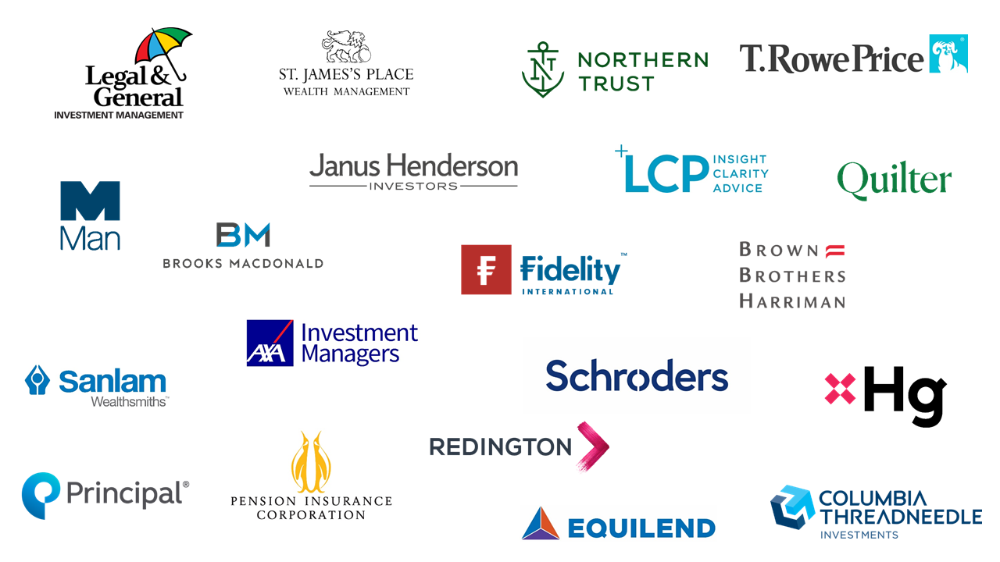 Legal &
General
INVESTMENT MANAGEMENT
ST. JAMES'S PLACE
WEALTH MANAGEMENT
NT
NORTHERN
TRUST
T.RowePrice
Janus Henderson
INVESTORS
LCP
INSIGHT
CLARITY
ADVICE
Quilter
M
Man
BM
BROOKS MACDONALD
F
Fidelity™
INTERNATIONAL
BROWN
BROTHERS
HARRIMAN
AXA
Investment
Managers
Sanlam
Wealthsmiths™
Schroders
Hg
REDINGTON
Principal®
PENSION INSURANCE
CORPORATION
EQUILEND
COLUMBIA
THREADNEEDLE
INVESTMENTS